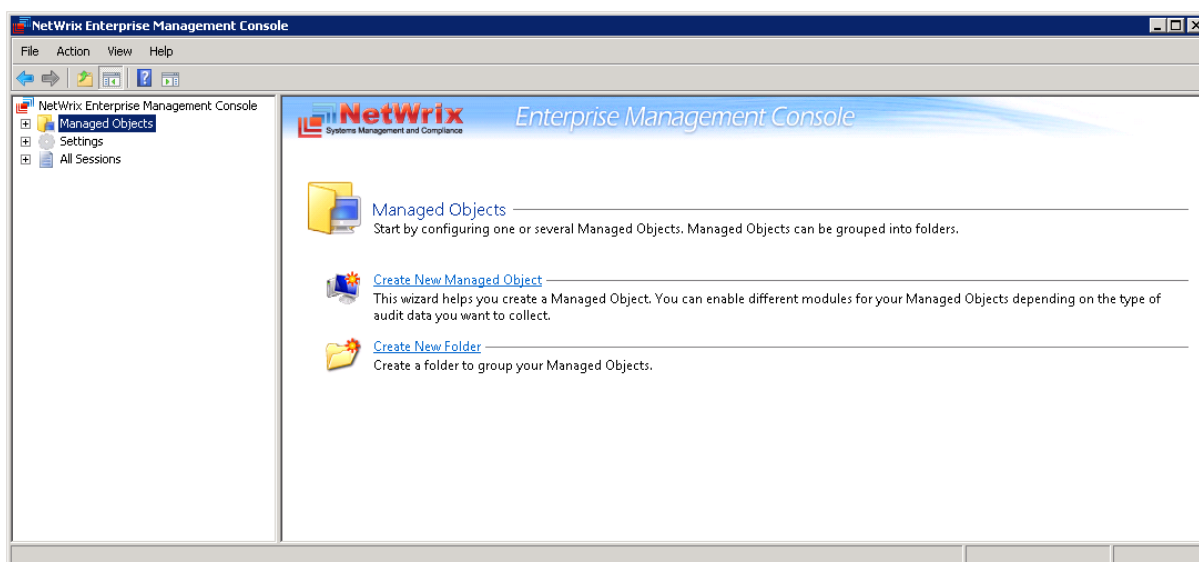 NetWrix Enterprise Management Console
File Action View Help
NetWrix Enterprise Management Console
Managed Objects
Settings
All Sessions
NetWrix
Systems Management and Compliance
Enterprise Management Console
Managed Objects
Start by configuring one or several Managed Objects. Managed Objects can be grouped into folders.
Create New Managed Object
This wizard helps you create a Managed Object. You can enable different modules for your Managed Objects depending on the type of
audit data you want to collect.
Create New Folder
Create a folder to group your Managed Objects.